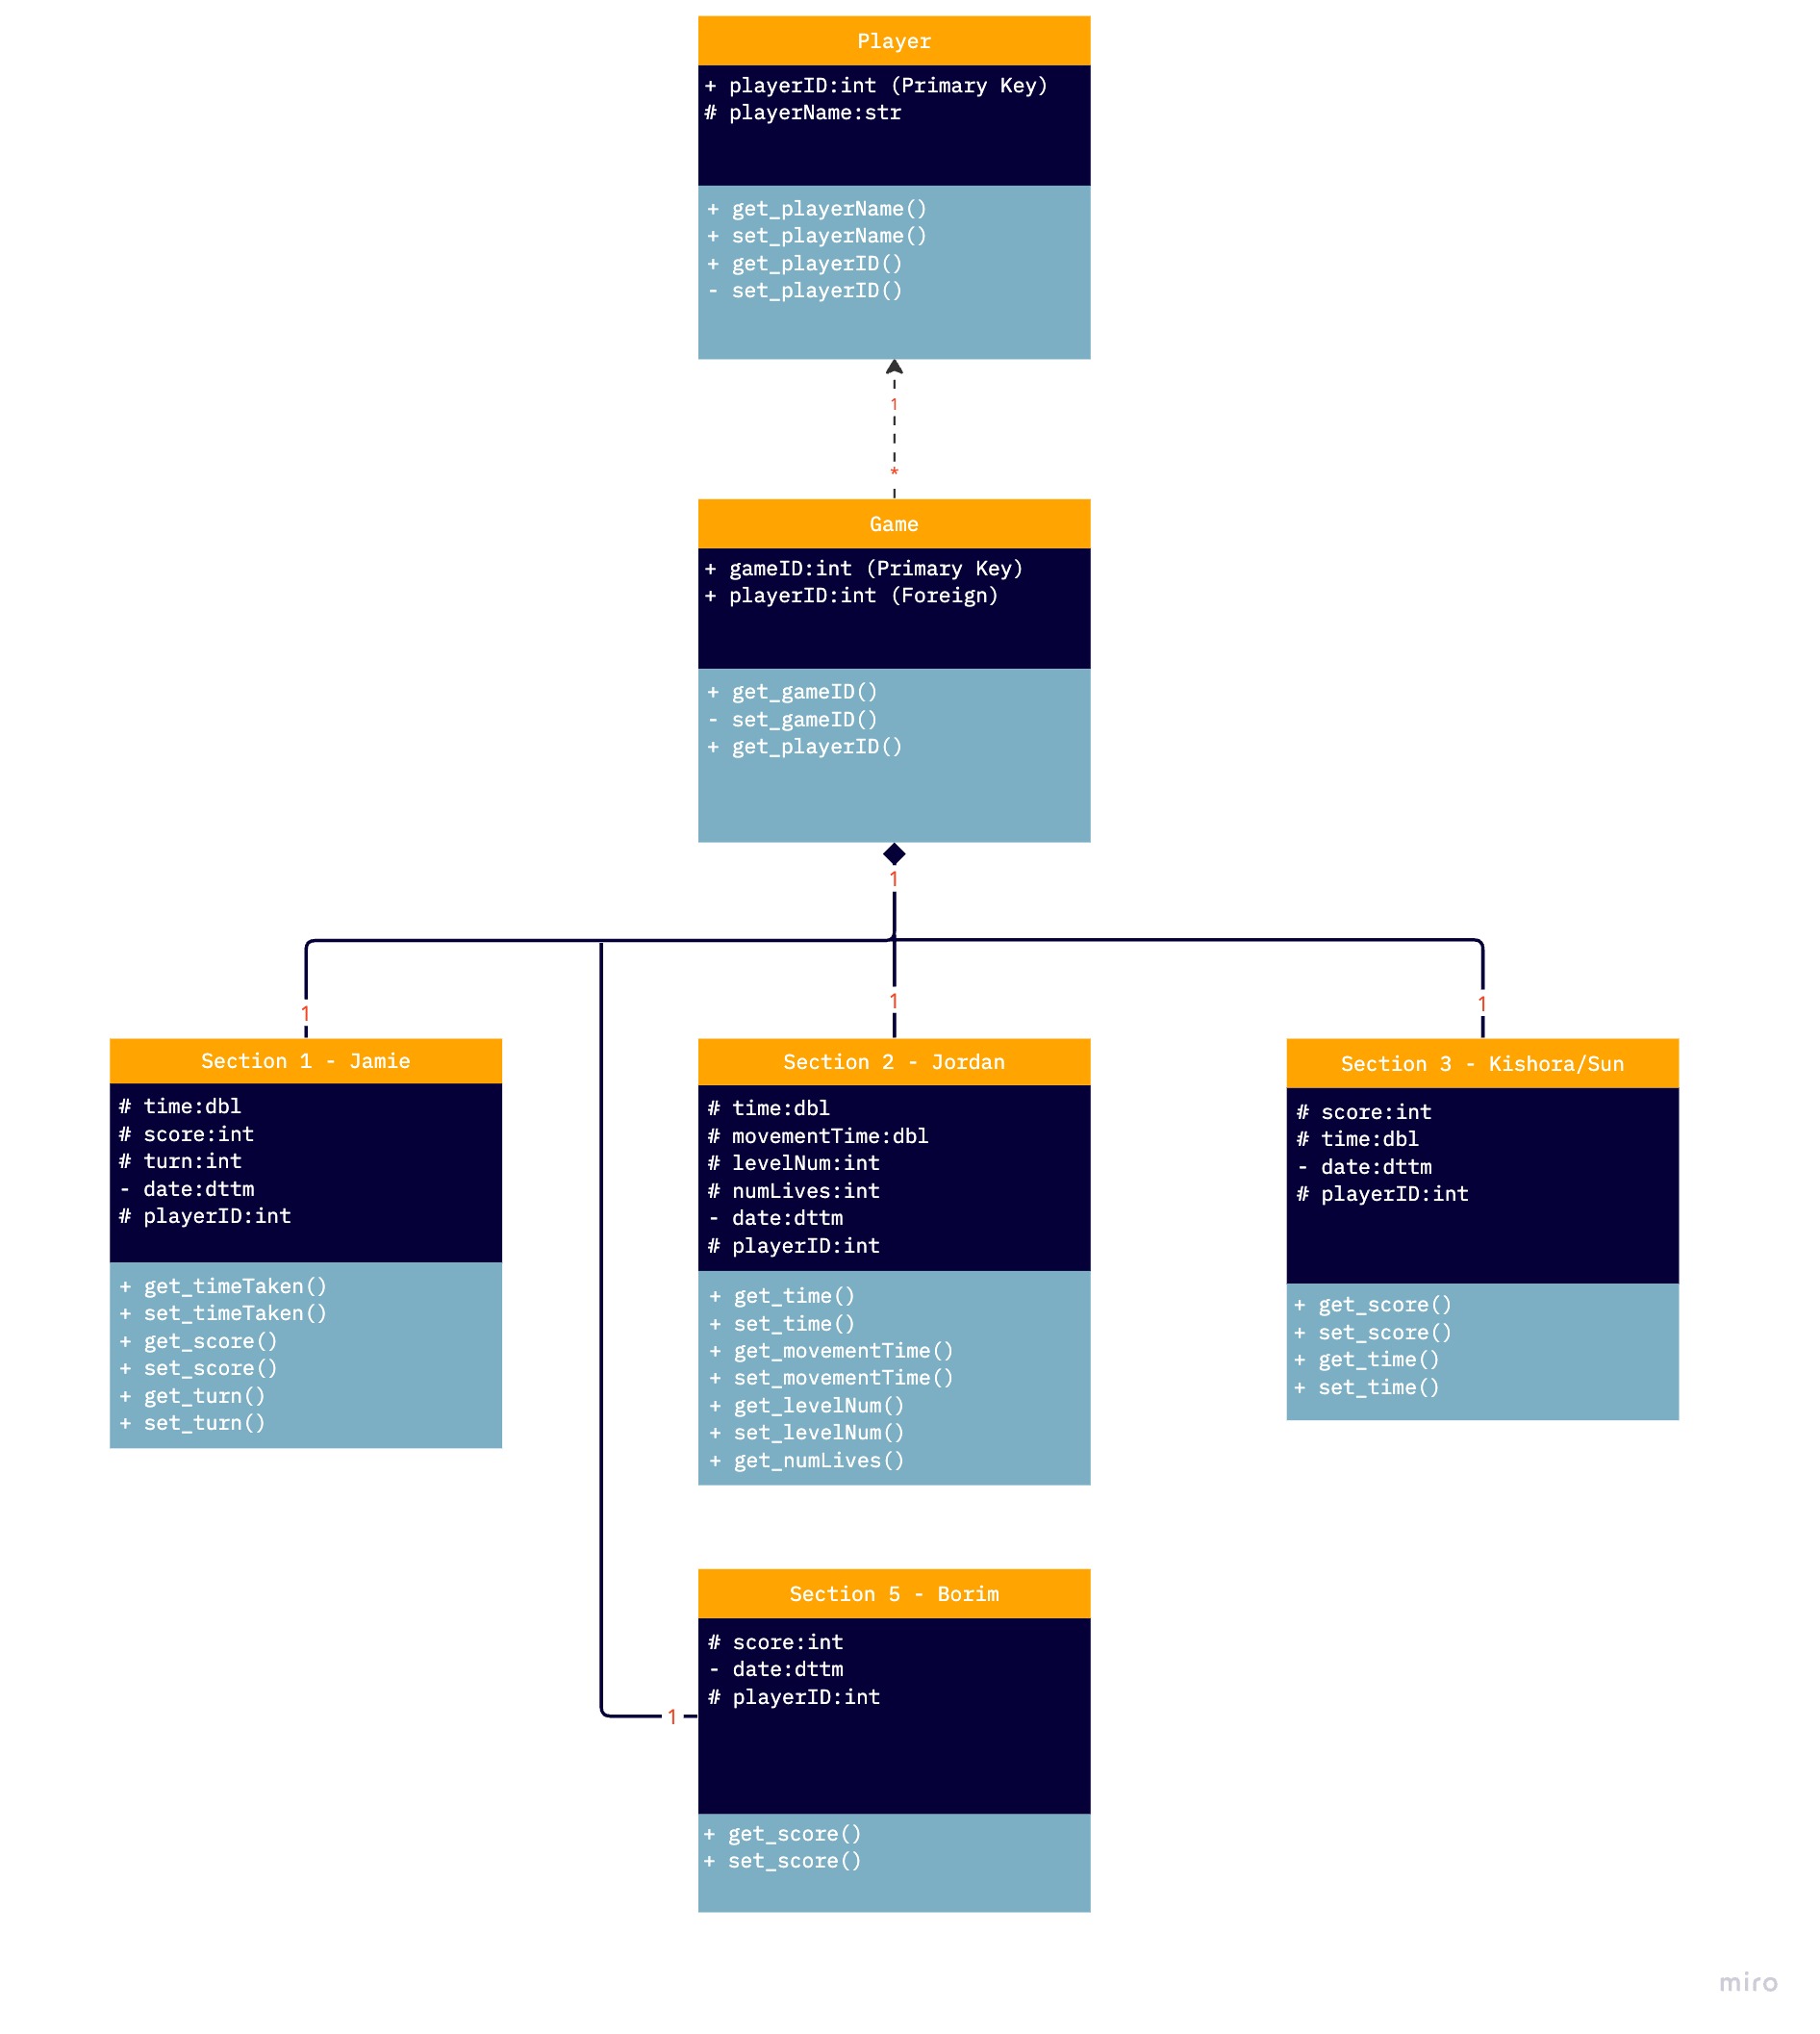 Player
+ playerID:int (Primary Key)
# playerName:str
+ get_playerName()
+ set_playerName()
+ get_playerID()
- set_playerID()
1
*
Game
+ gameID:int (Primary Key)
+ playerID:int (Foreign)
+ get_gameID()
- set_gameID()
+ get_playerID()
1
1
1
1
Section 1 - Jamie
# time:dbl
# score:int
# turn:int
- date:dttm
# playerID:int
+ get_timeTaken()
+ set_timeTaken()
+ get_score()
+ set_score()
+ get_turn()
+ set_turn()
Section 2 - Jordan
# time:dbl
# movementTime:dbl
# levelNum:int
# numLives:int
- date:dttm
# playerID:int
+ get_time()
+ set_time()
+ get_movementTime()
+ set_movementTime()
+ get_levelNum()
+ set_levelNum()
+ get_numLives()
Section 3 - Kishora/Sun
# score:int
# time:dbl
- date:dttm
# playerID:int
+ get_score()
+ set_score()
+ get_time()
+ set_time()
Section 5 - Borim
# score:int
- date:dttm
# playerID:int
1
+ get_score()
+ set_score()
miro